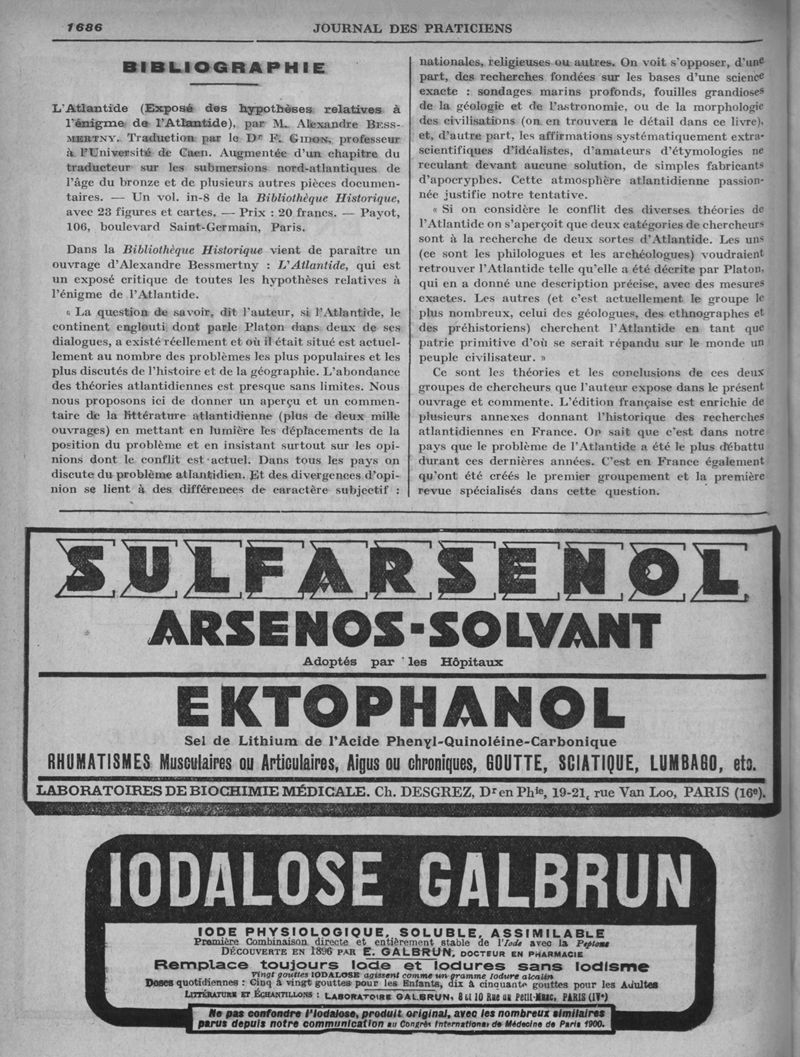 1686
JOURNAL DES PRATICIENS
BIBLIOGRAPHIE
L'Atlantide (Exposé des hypothèses relatives à
l'énigme de l'Atlantide), par M. Alexandre BESS-
MERTNY. Traduction par le Dr F. GIDON, professeur
à l'Université de Caen. Augmentée d'un chapitre du
traducteur sur les submersions nord-atlantiques de
l'âge du bronze et de plusieurs autres pièces documen-
taires. — Un vol. in-8 de la Bibliothèque Historique,
avec 23 figures et cartes. — Prix : 20 francs. — Payot,
106, boulevard Saint-Germain, Paris.
Dans la Bibliothèque Historique vient de paraître un
ouvrage d'Alexandre Bessmertny : L'Atlantide, qui est
un exposé critique de toutes les hypothèses relatives à
l'énigme de l'Atlantide.
« La question de savoir, dit l'auteur, si l'Atlantide, le
continent englouti dont parle Platon dans deux de ses
dialogues, a existé réellement et où il était situé est actuel-
lement au nombre des problèmes les plus populaires et les
plus discutés de l'histoire et de la géographie. L'abondance
des théories atlantidiennes est presque sans limites. Nous
nous proposons ici de donner un aperçu et un commen-
taire de la littérature atlantidienne (plus de deux mille
ouvrages) en mettant en lumière les déplacements de la
position du problème et en insistant surtout sur les opi-
nions dont le conflit est actuel. Dans tous les pays on
discute du problème atlantidien. Et des divergences d'opi-
nion se lient à des différences de caractère subjectif :
nationales, religieuses ou autres. On voit s'opposer, d'une
part, des recherches fondées sur les bases d'une science
exacte : sondages marins profonds, fouilles grandioses
de la géologie et de l'astronomie, ou de la morphologie
des civilisations (on en trouvera le détail dans ce livre),
et, d'autre part, les affirmations systématiquement extra-
scientifiques d'idéalistes, d'amateurs d'étymologies ne
reculant devant aucune solution, de simples fabricants
d'apocryphes. Cette atmosphère atlantidienne passion-
née justifie notre tentative.
« Si on considère le conflit des diverses théories de
l'Atlantide on s'aperçoit que deux catégories de chercheurs
sont à la recherche de deux sortes d'Atlantide. Les uns
(ce sont les philologues et les archéologues) voudraient
retrouver l'Atlantide telle qu'elle a été décrite par Platon,
qui en a donné une description précise, avec des mesures
exactes. Les autres (et c'est actuellement le groupe le
plus nombreux, celui des géologues, des ethnographes et
des préhistoriens) cherchent l'Atlantide en tant que
patrie primitive d'où se serait répandu sur le monde un
peuple civilisateur. »
Ce sont les théories et les conclusions de ces deux
groupes de chercheurs que l'auteur expose dans le présent
ouvrage et commente. L'édition française est enrichie de
plusieurs annexes donnant l'historique des recherches
atlantidiennes en France. On sait que c'est dans notre
pays que le problème de l'Atlantide a été le plus débattu
durant ces dernières années. C'est en France également
qu'ont été créés le premier groupement et la première
revue spécialisés dans cette question.
SULFARSENOL
ARSENOS-SOLVANT
Adoptés par les Hôpitaux
EKTOPHANOL
Sel de Lithium de l'Acide Phenyl-Quinoléine-Carbonique
RHUMATISMES Musculaires ou Articulaires, Aigus ou chroniques, GOUTTE, SCIATIQUE, LUMBAGO, etc.
LABORATOIRES DE BIOCHIMIE MÉDICALE. Ch. DESGREZ, Dr en Phie, 19-21, rue Van Loo, PARIS (16e).
IODALOSE GALBRUN
IODE PHYSIOLOGIQUE, SOLUBLE, ASSIMILABLE
Première Combinaison directe et entièrement stable de l'Iode avec la Peptone
DÉCOUVERTE EN 1896 PAR E. GALBRUN, DOCTEUR EN PHARMACIE
Remplace toujours Iode et Iodures sans Iodisme
Vingt gouttes IODALOSE agissent comme un gramme Iodure alcalin
Doses quotidiennes : Cinq à vingt gouttes pour les Enfants, dix à cinquante gouttes pour les Adultes
LITTÉRATURE ET ÉCHANTILLONS : LABORATOIRE GALBRUN, 8 et 10 Rue du Petit-Musc, PARIS (IVe)
Ne pas confondre l'Iodalose, produit original, avec les nombreux similaires
parus depuis notre communication au Congrès International de Médecine de Paris 1900.